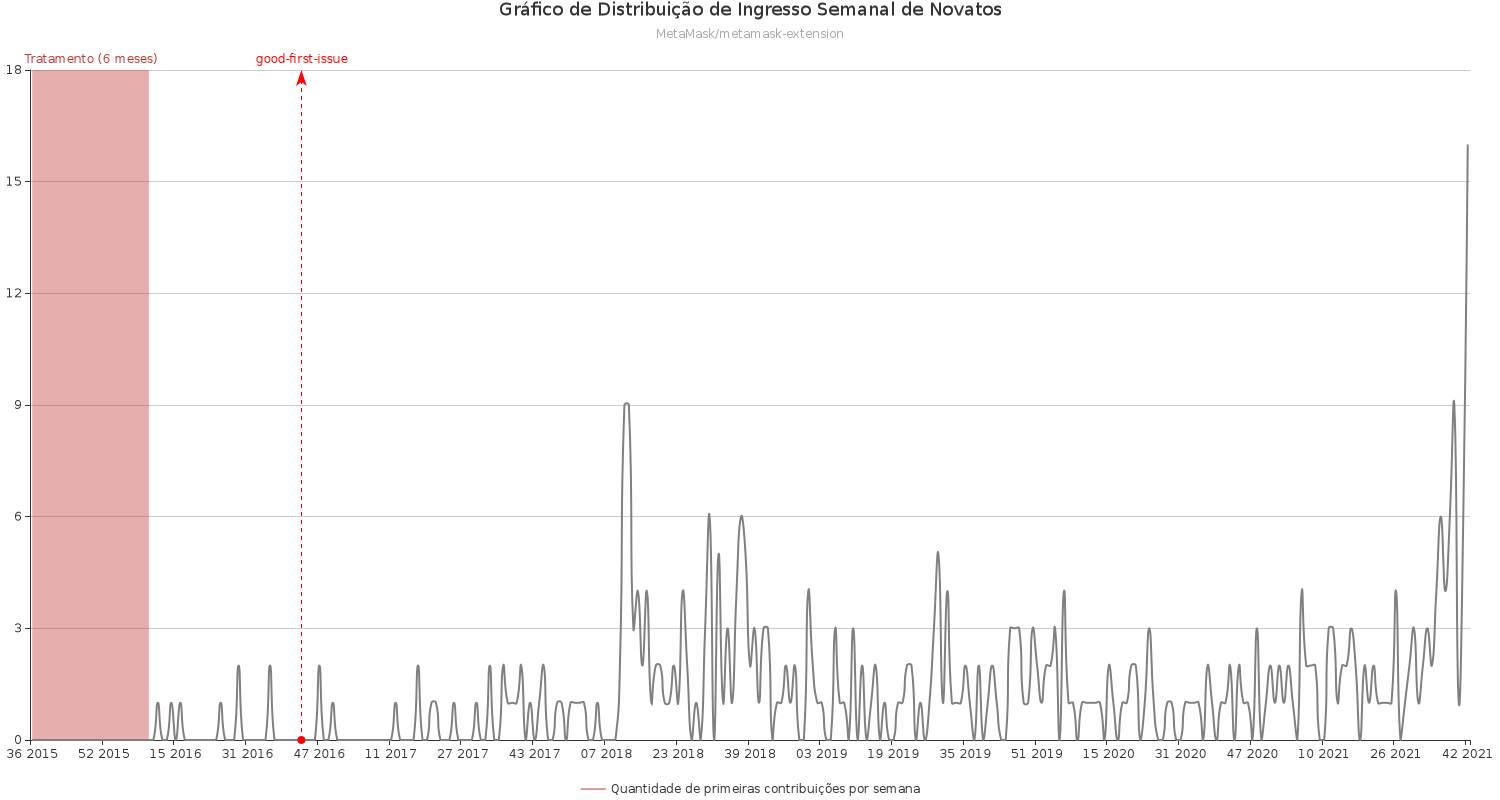 Gráfico de Distribuição de Ingresso Semanal de Novatos
MetaMask/metamask-extension
Tratamento (6 meses)
good-first-issue
18
15
12
9
6
3
0
36 2015 52 2015 15 2016 31 2016 47 2016 11 2017 27 2017 43 2017 07 2018 23 2018 39 2018 03 2019 19 2019 35 2019 51 2019 15 2020 31 2020 47 2020 10 2021 26 2021 42 2021
Quantidade de primeiras contribuições por semana